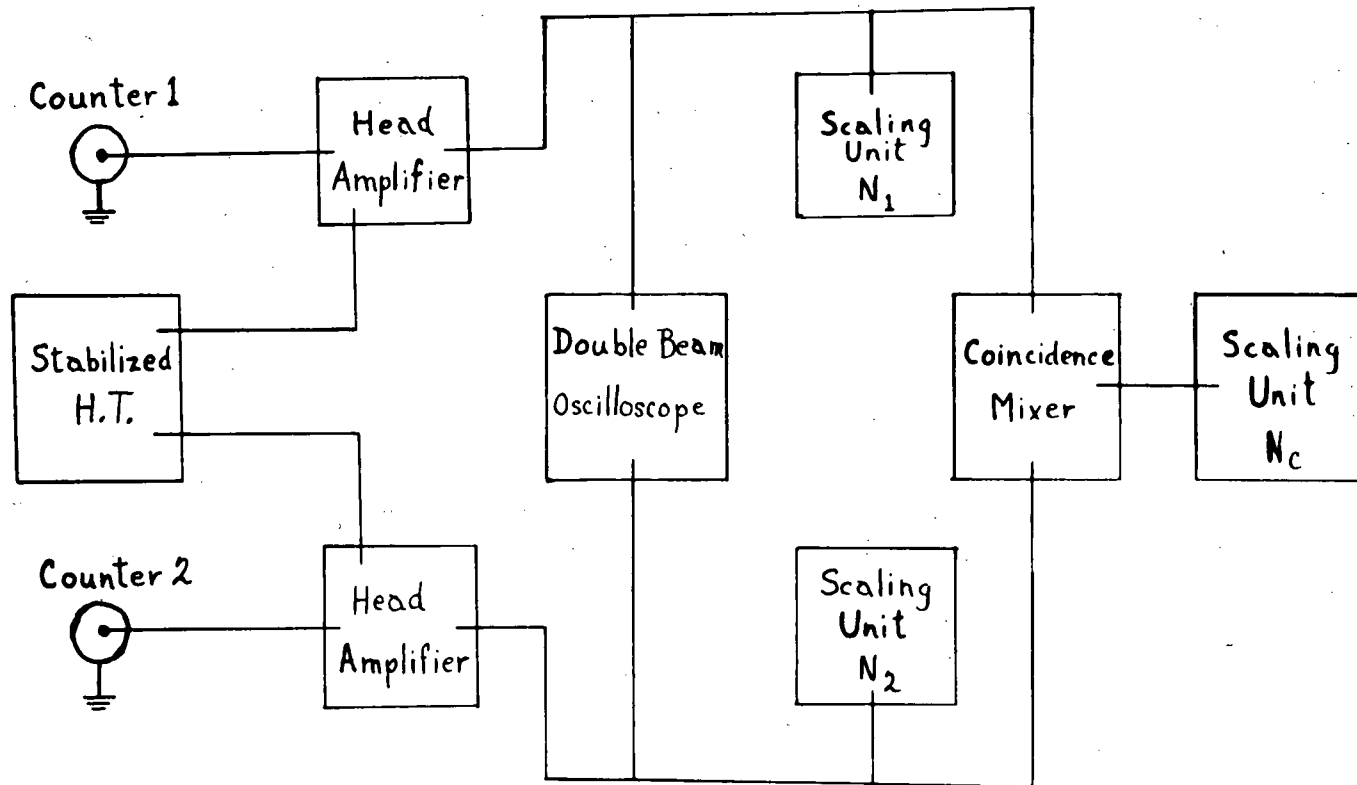 Counter 1
Head
Amplifier
Scaling
Unit
N1
Stabilized
H.T.
Double Beam
Oscilloscope
Coincidence
Mixer
Scaling
Unit
Nc
Counter 2
Head
Amplifier
Scaling
Unit
N2